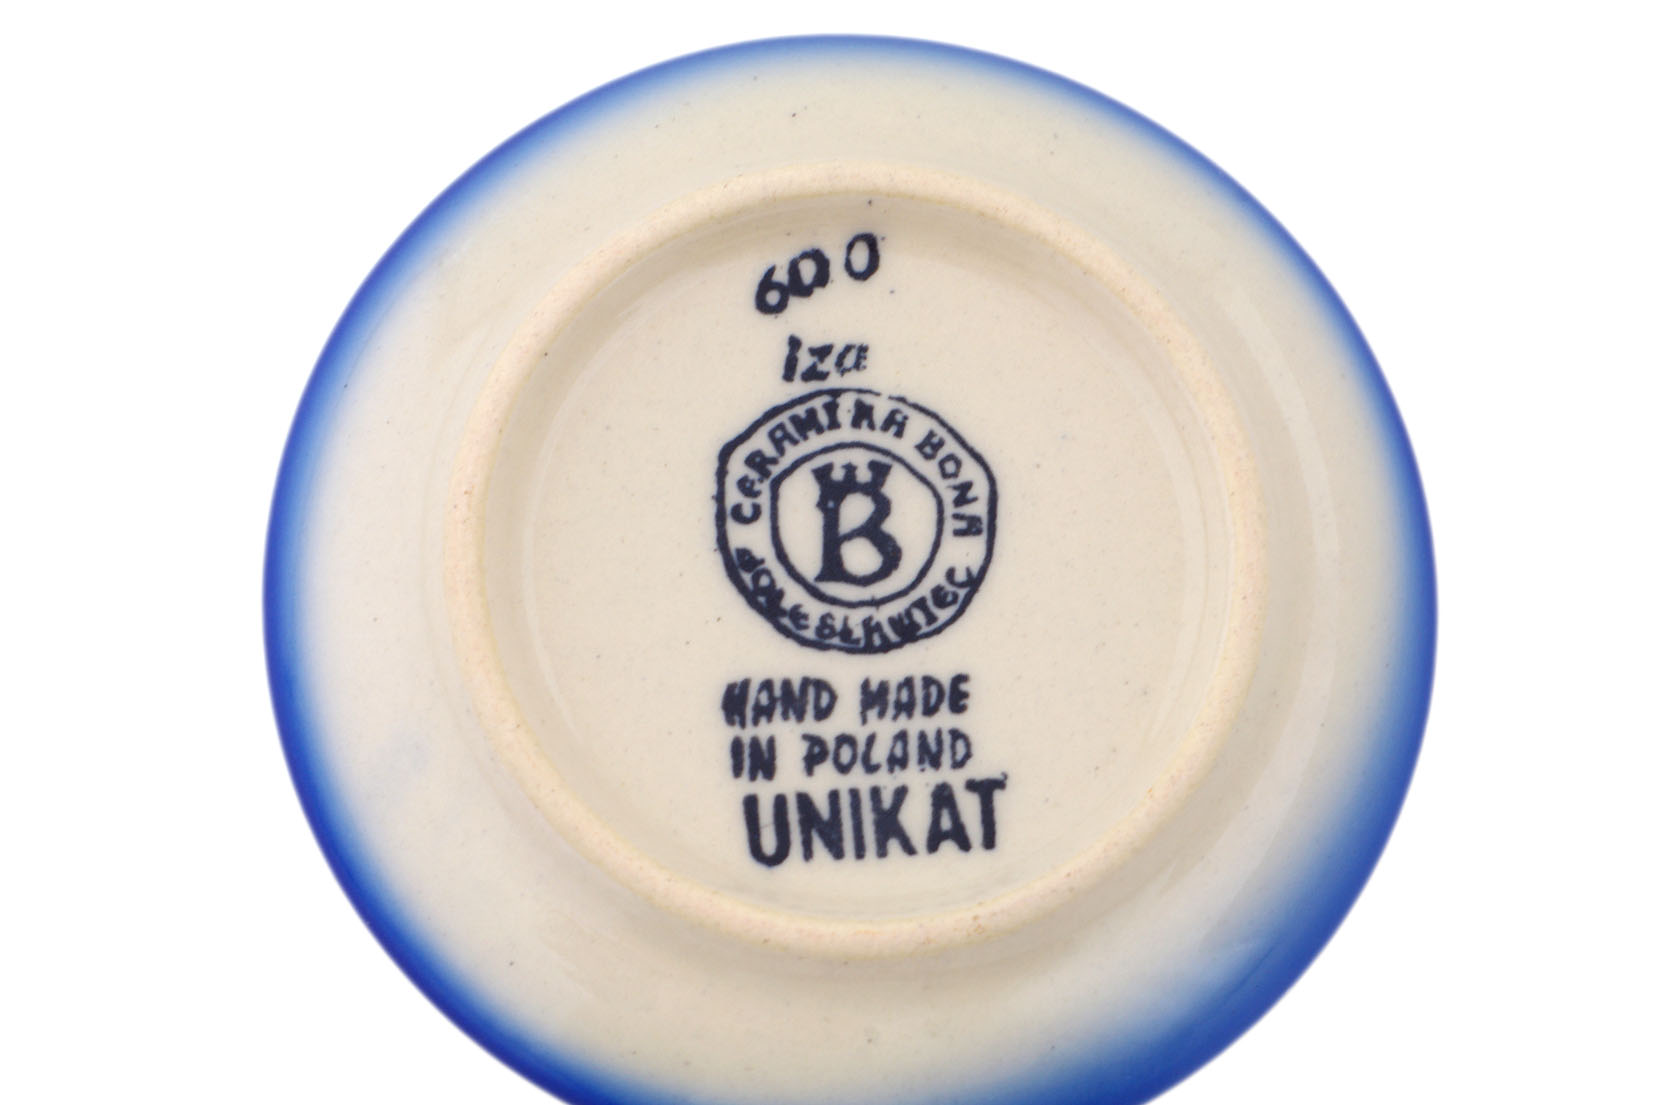 600
Iza
CERAMIKA BONA
BOLESŁAWIEC
B
HAND MADE
IN POLAND
UNIKAT